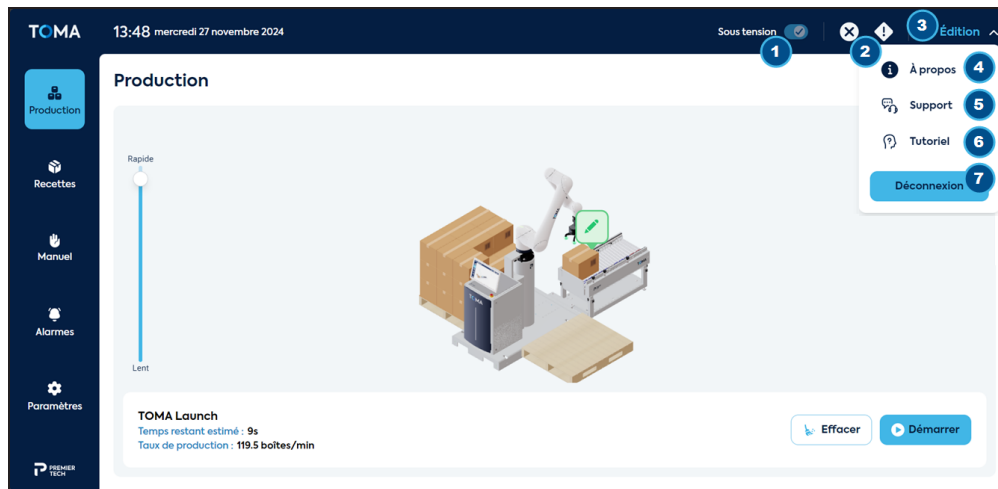 TOMA
13:48 mercredi 27 novembre 2024
Sous tension
1
2
3
Édition
À propos
4
Support
5
Tutoriel
6
Déconnexion
7
Production
Recettes
Manuel
Alarmes
Paramètres
PREMIER
TECH
Production
Rapide
Lent
TOMA
TOMA Launch
Temps restant estimé : 9s
Taux de production : 119.5 boîtes/min
Effacer
Démarrer